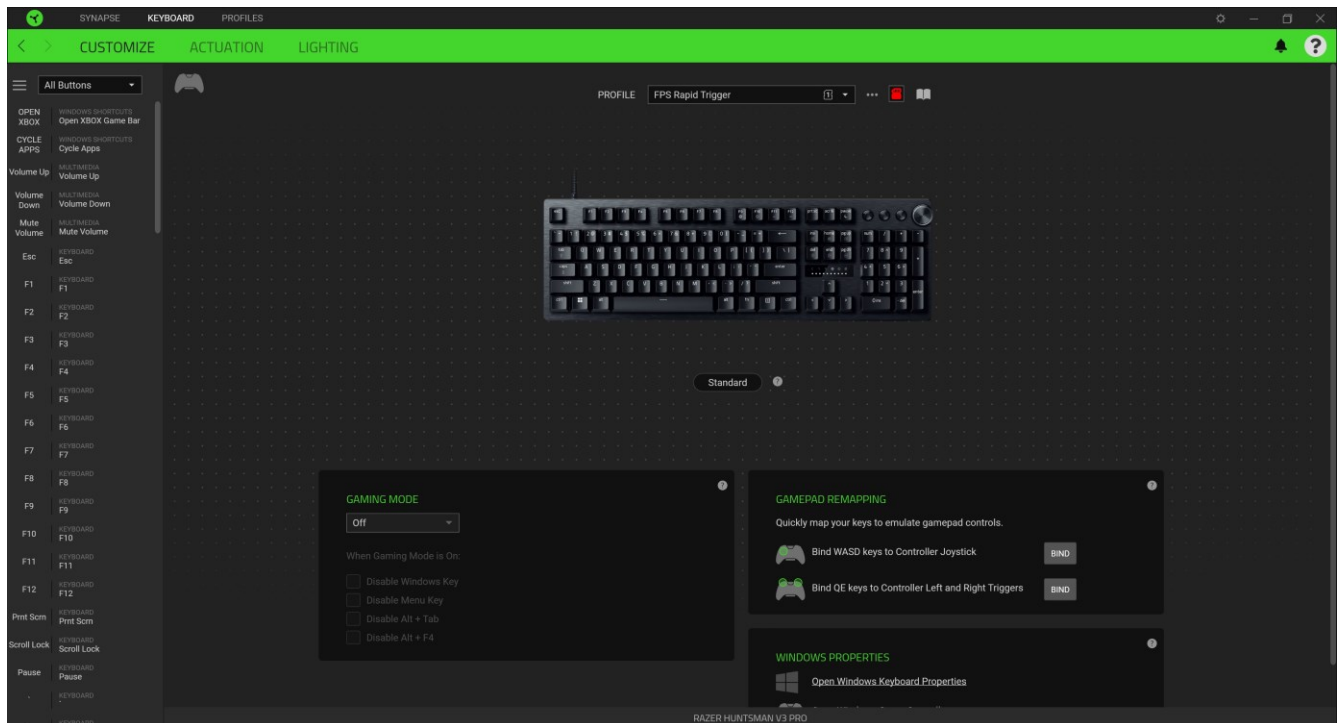 SYNAPSE KEYBOARD PROFILES
CUSTOMIZE ACTUATION LIGHTING
?
All Buttons
PROFILE FPS Rapid Trigger 1 ...
OPEN XBOX
WINDOWS SHORTCUTS
Open XBOX Game Bar
CYCLE APPS
WINDOWS SHORTCUTS
Cycle Apps
Volume Up
MULTIMEDIA
Volume Up
Volume Down
MULTIMEDIA
Volume Down
Mute Volume
MULTIMEDIA
Mute Volume
Esc
KEYBOARD
Esc
F1
KEYBOARD
F1
F2
KEYBOARD
F2
F3
KEYBOARD
F3
F4
KEYBOARD
F4
F5
KEYBOARD
F5
F6
KEYBOARD
F6
F7
KEYBOARD
F7
F8
KEYBOARD
F8
F9
KEYBOARD
F9
F10
KEYBOARD
F10
F11
KEYBOARD
F11
F12
KEYBOARD
F12
Prnt Scrn
KEYBOARD
Prnt Scrn
Scroll Lock
KEYBOARD
Scroll Lock
Pause
KEYBOARD
Pause
KEYBOARD
Standard ?
GAMING MODE
Off
When Gaming Mode is On:
Disable Windows Key
Disable Menu Key
Disable Alt + Tab
Disable Alt + F4
GAMEPAD REMAPPING
Quickly map your keys to emulate gamepad controls.
Bind WASD keys to Controller Joystick BIND
Bind QE keys to Controller Left and Right Triggers BIND
WINDOWS PROPERTIES
Open Windows Keyboard Properties
RAZER HUNTSMAN V3 PRO